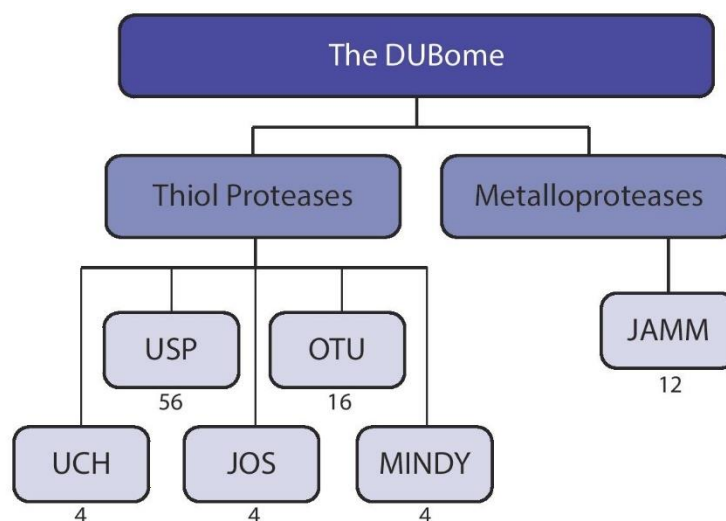 The DUBome
Thiol Proteases
Metalloproteases
USP
56
OTU
16
JAMM
12
UCH
4
JOS
4
MINDY
4